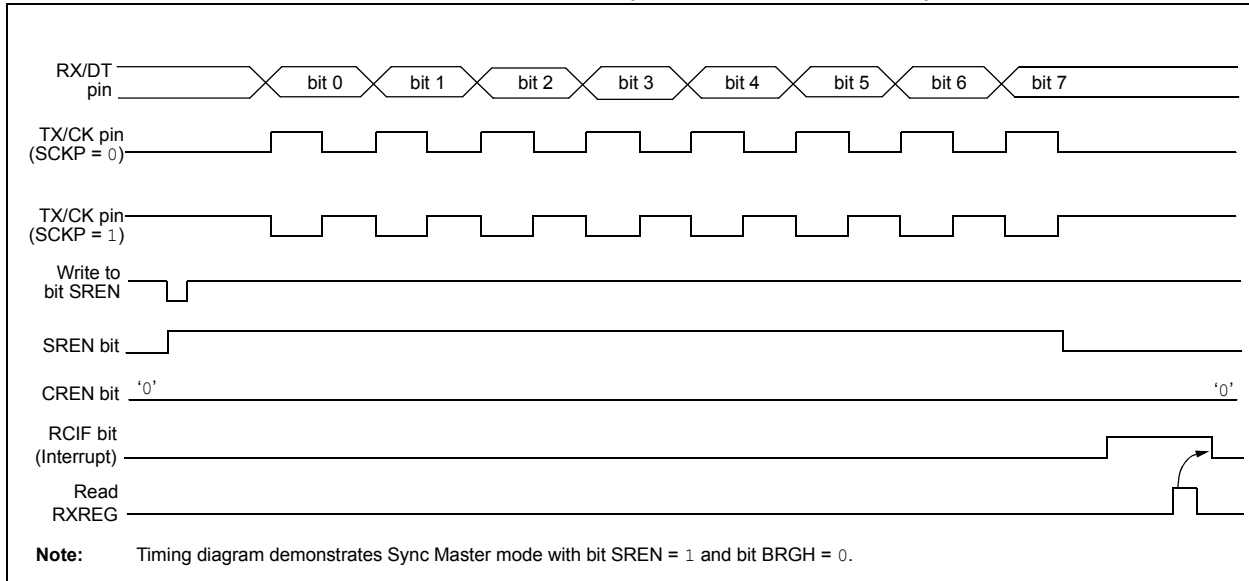 RX/DT
pin
bit 0 bit 1 bit 2 bit 3 bit 4 bit 5 bit 6 bit 7
TX/CK pin
(SCKP = 0)
TX/CK pin
(SCKP = 1)
Write to
bit SREN
SREN bit
CREN bit ‘0’ ‘0’
RCIF bit
(Interrupt)
Read
RXREG
Note: Timing diagram demonstrates Sync Master mode with bit SREN = 1 and bit BRGH = 0.